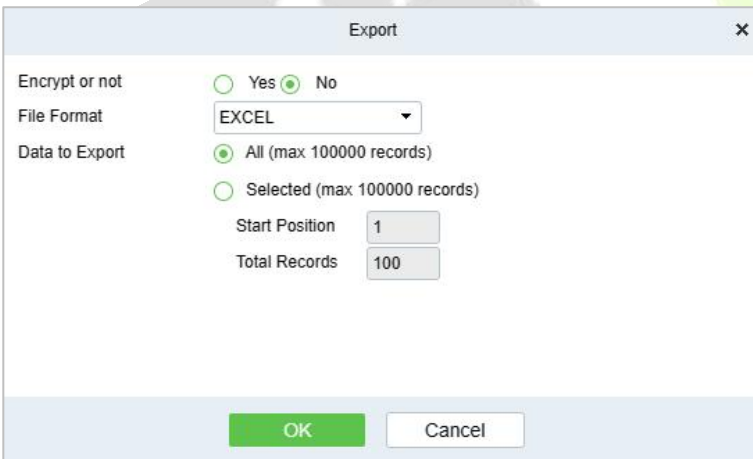 Export
Encrypt or not Yes No
File Format EXCEL
Data to Export All (max 100000 records)
Selected (max 100000 records)
Start Position 1
Total Records 100
OK Cancel